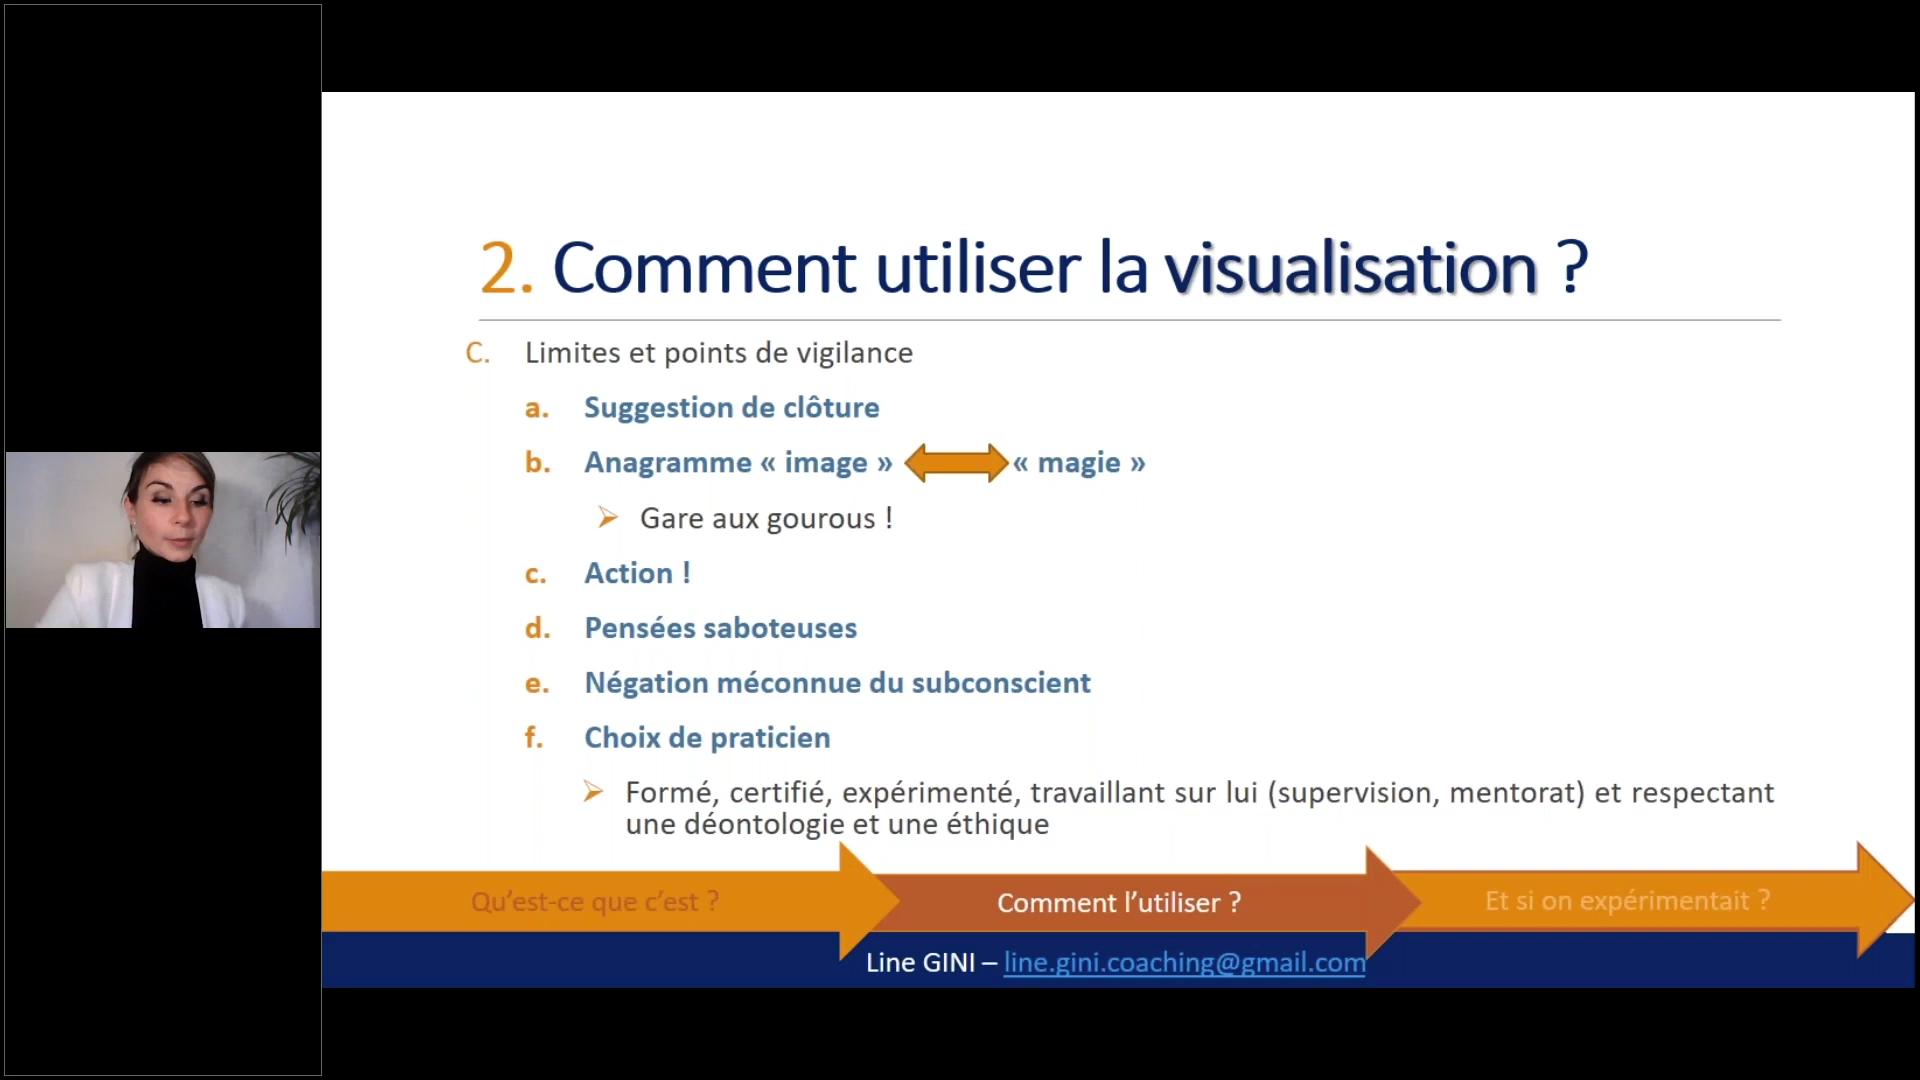 2. Comment utiliser la visualisation ?
C. Limites et points de vigilance
a. Suggestion de clôture
b. Anagramme « image » « magie »
Gare aux gourous !
c. Action !
d. Pensées saboteuses
e. Négation méconnue du subconscient
f. Choix de praticien
Formé, certifié, expérimenté, travaillant sur lui (supervision, mentorat) et respectant
une déontologie et une éthique
Qu’est-ce que c’est ? Comment l’utiliser ? Et si on expérimentait ?
Line GINI – line.gini.coaching@gmail.com